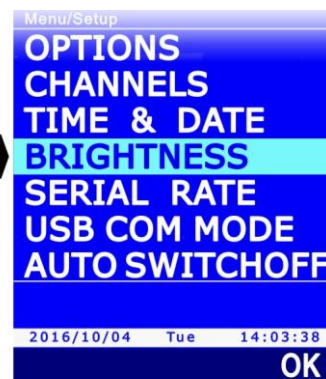 Menu/Setup
OPTIONS
CHANNELS
TIME & DATE
BRIGHTNESS
SERIAL RATE
USB COM MODE
AUTO SWITCHOFF
2016/10/04 Tue 14:03:38
OK